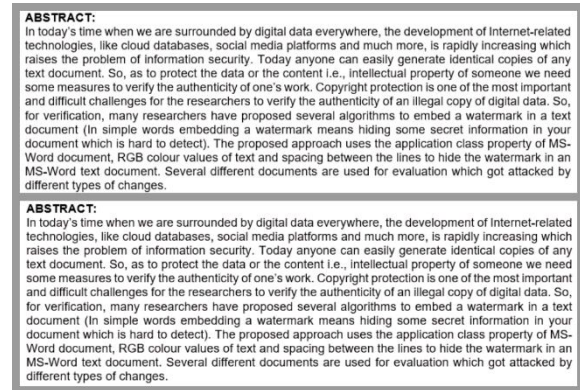 ABSTRACT:
In today's time when we are surrounded by digital data everywhere, the development of Internet-related
technologies, like cloud databases, social media platforms and much more, is rapidly increasing which
raises the problem of information security. Today anyone can easily generate identical copies of any
text document. So, as to protect the data or the content i.e., intellectual property of someone we need
some measures to verify the authenticity of one's work. Copyright protection is one of the most important
and difficult challenges for the researchers to verify the authenticity of an illegal copy of digital data. So,
for verification, many researchers have proposed several algorithms to embed a watermark in a text
document (In simple words embedding a watermark means hiding some secret information in your
document which is hard to detect). The proposed approach uses the application class property of MS-
Word document, RGB colour values of text and spacing between the lines to hide the watermark in an
MS-Word text document. Several different documents are used for evaluation which got attacked by
different types of changes.
ABSTRACT:
In today's time when we are surrounded by digital data everywhere, the development of Internet-related
technologies, like cloud databases, social media platforms and much more, is rapidly increasing which
raises the problem of information security. Today anyone can easily generate identical copies of any
text document. So, as to protect the data or the content i.e., intellectual property of someone we need
some measures to verify the authenticity of one's work. Copyright protection is one of the most important
and difficult challenges for the researchers to verify the authenticity of an illegal copy of digital data. So,
for verification, many researchers have proposed several algorithms to embed a watermark in a text
document (In simple words embedding a watermark means hiding some secret information in your
document which is hard to detect). The proposed approach uses the application class property of MS-
Word document, RGB colour values of text and spacing between the lines to hide the watermark in an
MS-Word text document. Several different documents are used for evaluation which got attacked by
different types of changes.